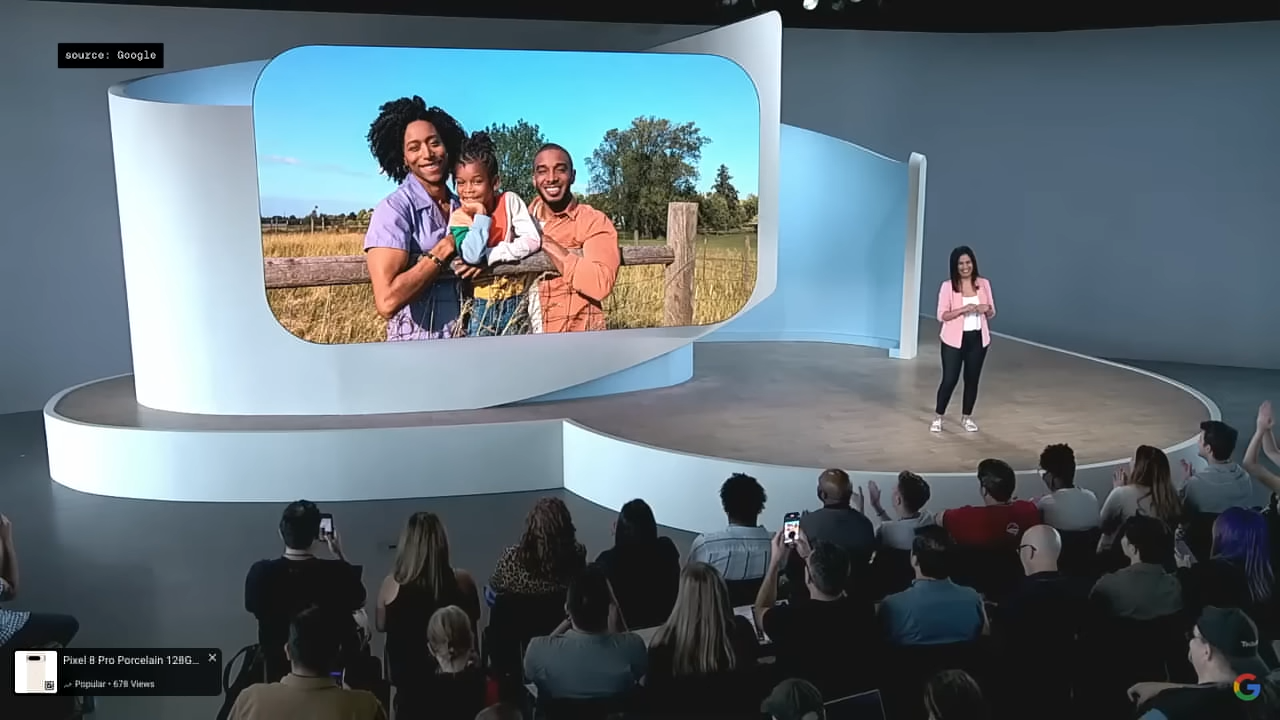 source: Google
Pixel 8 Pro Porcelain 128G...
Popular • 678 Views